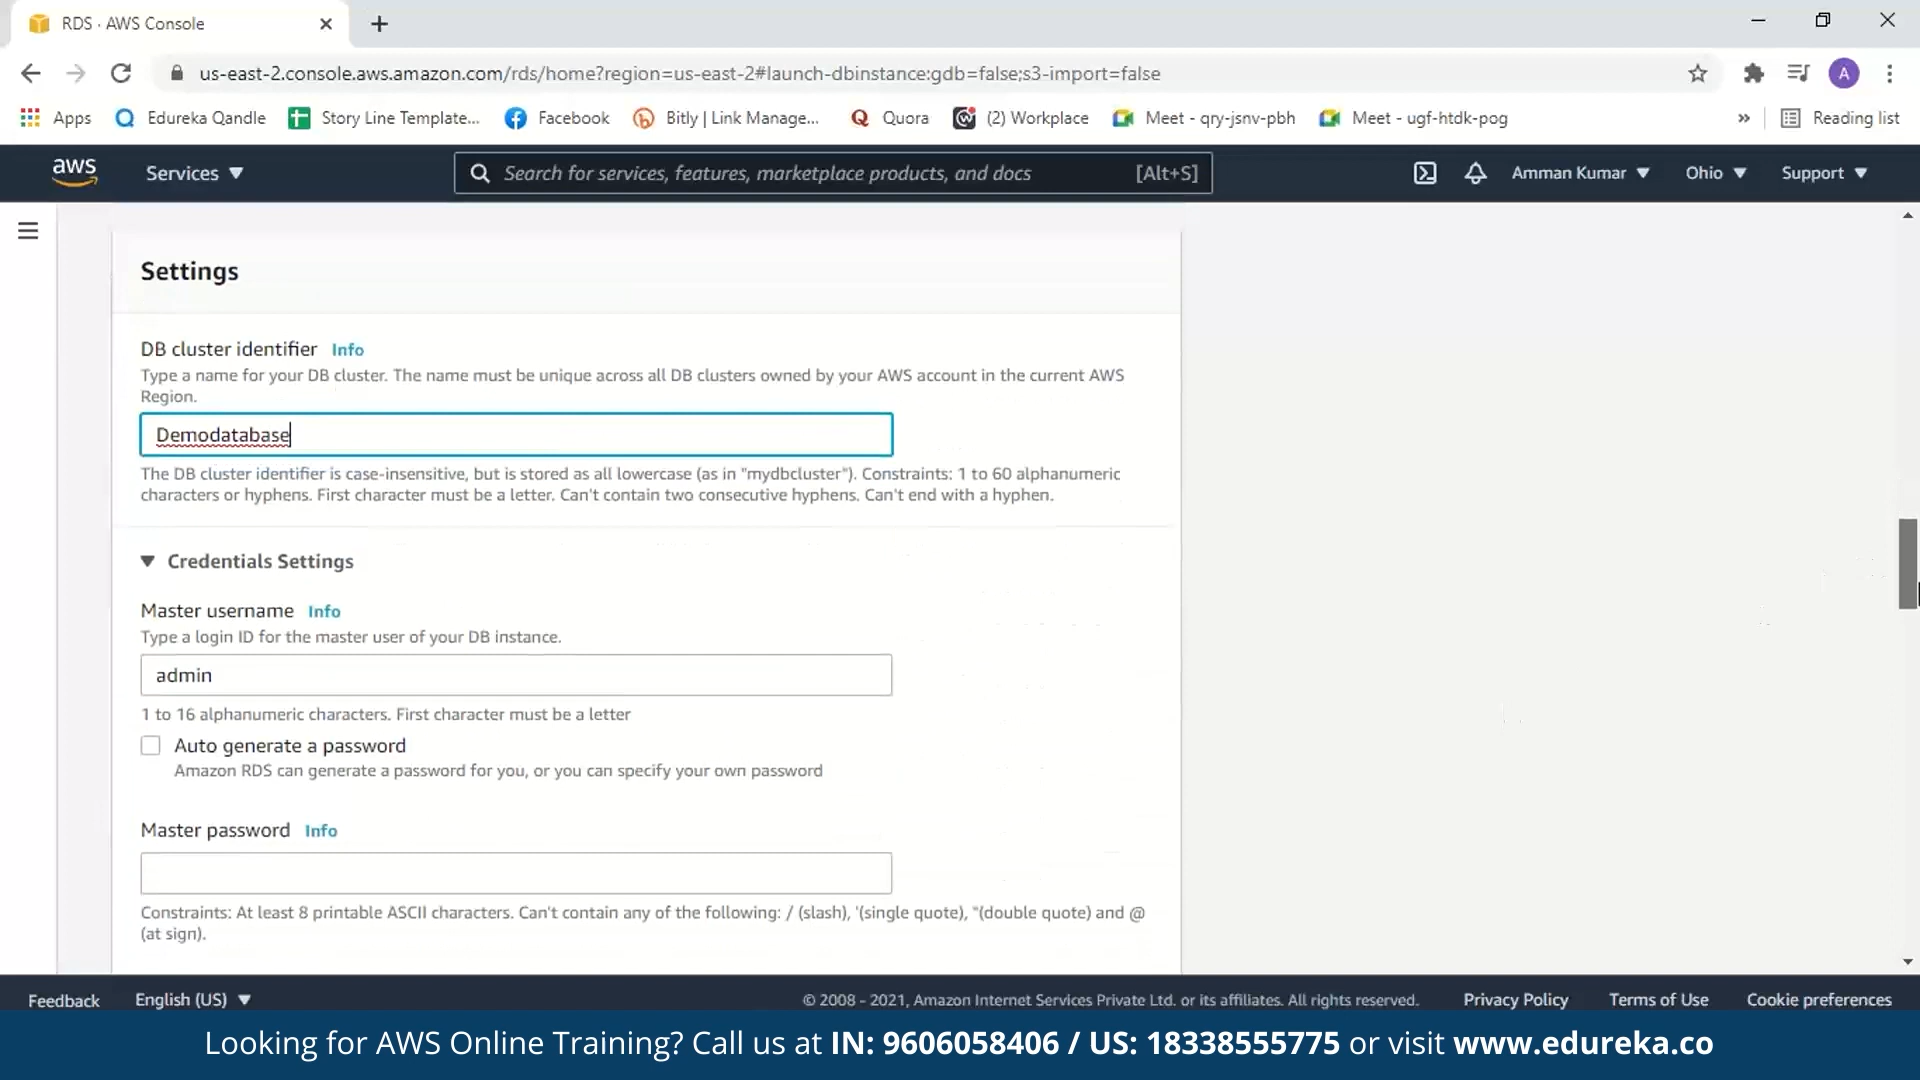 RDS · AWS Console
us-east-2.console.aws.amazon.com/rds/home?region=us-east-2#launch-dbinstance:gdb=false;s3-import=false
A
Apps
Edureka Qandle
Story Line Template...
Facebook
Bitly | Link Manage...
Quora
(2) Workplace
Meet - qry-jsnv-pbh
Meet - ugf-htdk-pog
»
Reading list
aws
Services
Search for services, features, marketplace products, and docs
[Alt+S]
Amman Kumar
Ohio
Support
Settings
DB cluster identifier Info
Type a name for your DB cluster. The name must be unique across all DB clusters owned by your AWS account in the current AWS
Region.
Demodatabase
The DB cluster identifier is case-insensitive, but is stored as all lowercase (as in "mydbcluster"). Constraints: 1 to 60 alphanumeric
characters or hyphens. First character must be a letter. Can't contain two consecutive hyphens. Can't end with a hyphen.
Credentials Settings
Master username Info
Type a login ID for the master user of your DB instance.
admin
1 to 16 alphanumeric characters. First character must be a letter
Auto generate a password
Amazon RDS can generate a password for you, or you can specify your own password
Master password Info
Constraints: At least 8 printable ASCII characters. Can't contain any of the following: / (slash), '(single quote), "(double quote) and @
(at sign).
Feedback
English (US)
© 2008 - 2021, Amazon Internet Services Private Ltd. or its affiliates. All rights reserved.
Privacy Policy
Terms of Use
Cookie preferences
Looking for AWS Online Training? Call us at IN: 9606058406 / US: 18338555775 or visit www.edureka.co